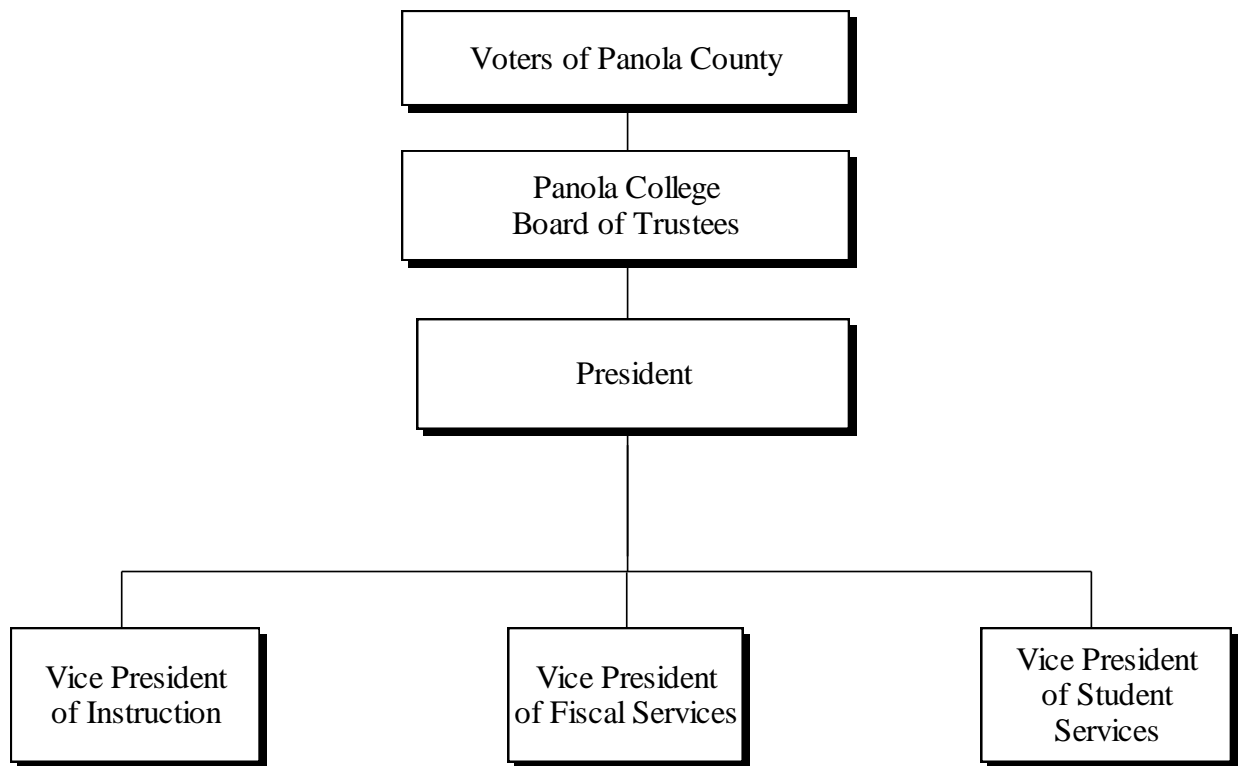 Voters of Panola County
Panola College
Board of Trustees
President
Vice President
of Instruction
Vice President
of Fiscal Services
Vice President
of Student
Services